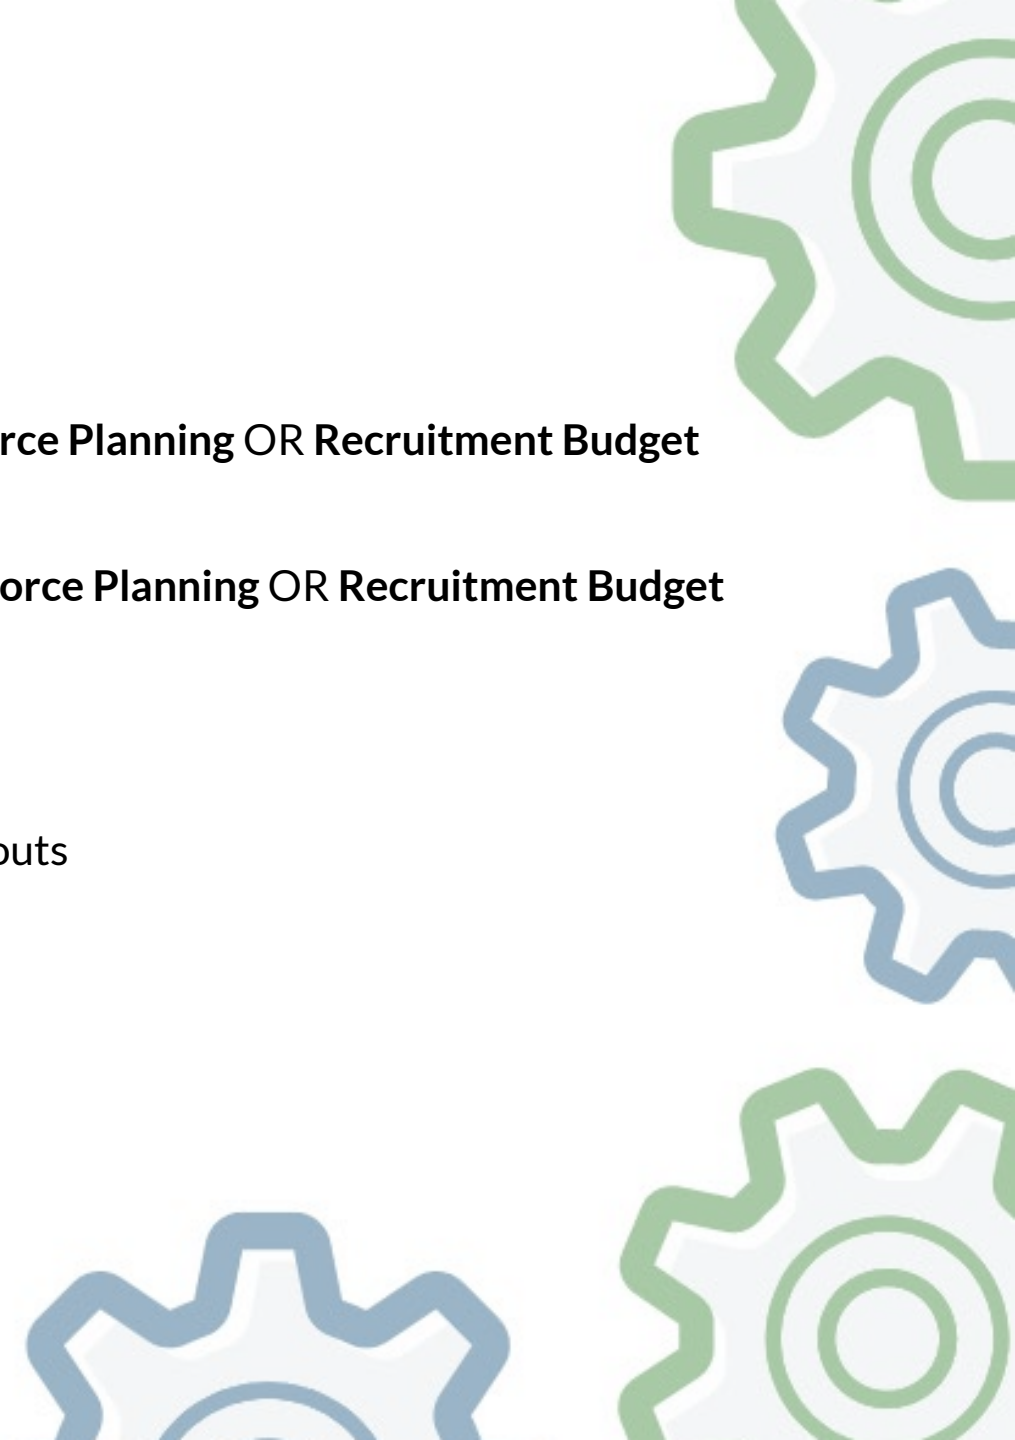 rce Planning OR Recruitment Budget
orce Planning OR Recruitment Budget
outs